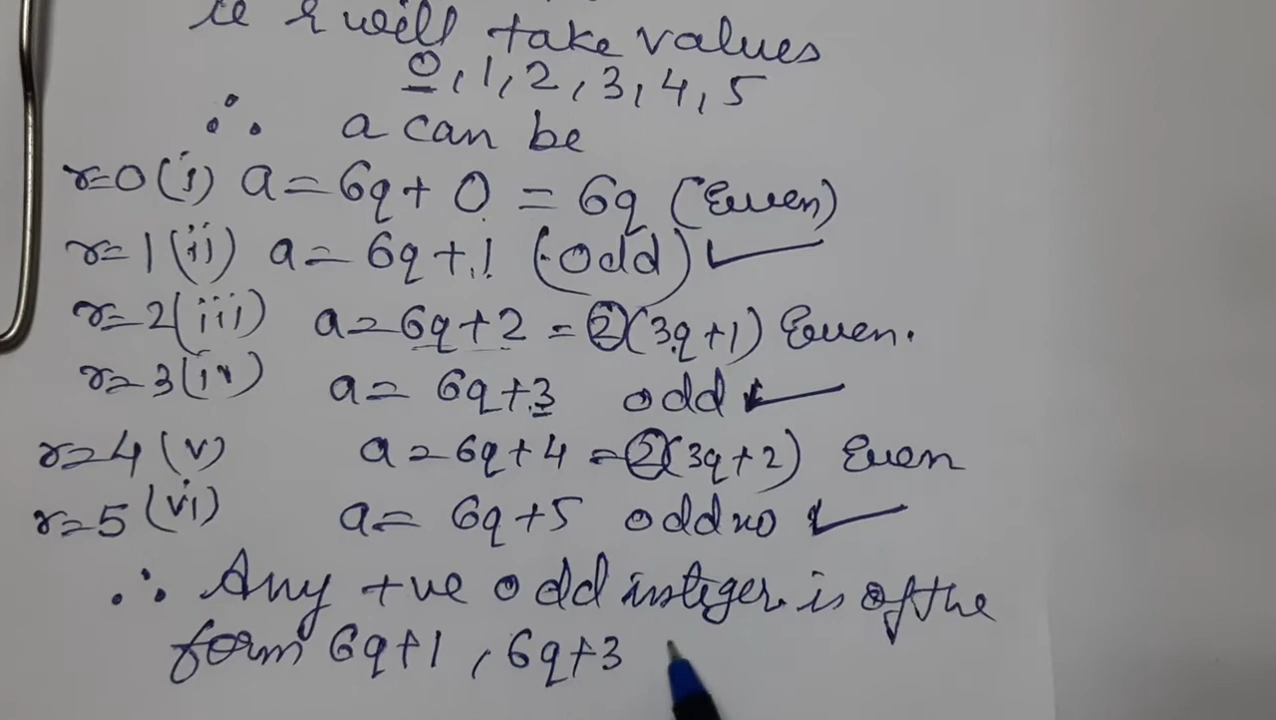 ie r will take values
0, 1, 2, 3, 4, 5
∴ a can be
r=0 (i) a = 6q + 0 = 6q (Even)
r=1 (ii) a = 6q + 1 (odd) ✓
r=2 (iii) a = 6q + 2 = 2(3q+1) Even.
r=3 (iv) a = 6q + 3 odd ✓
r=4 (v) a = 6q + 4 = 2(3q+2) Even
r=5 (vi) a = 6q + 5 odd no ✓
∴ Any +ve odd integer is of the
form 6q+1, 6q+3